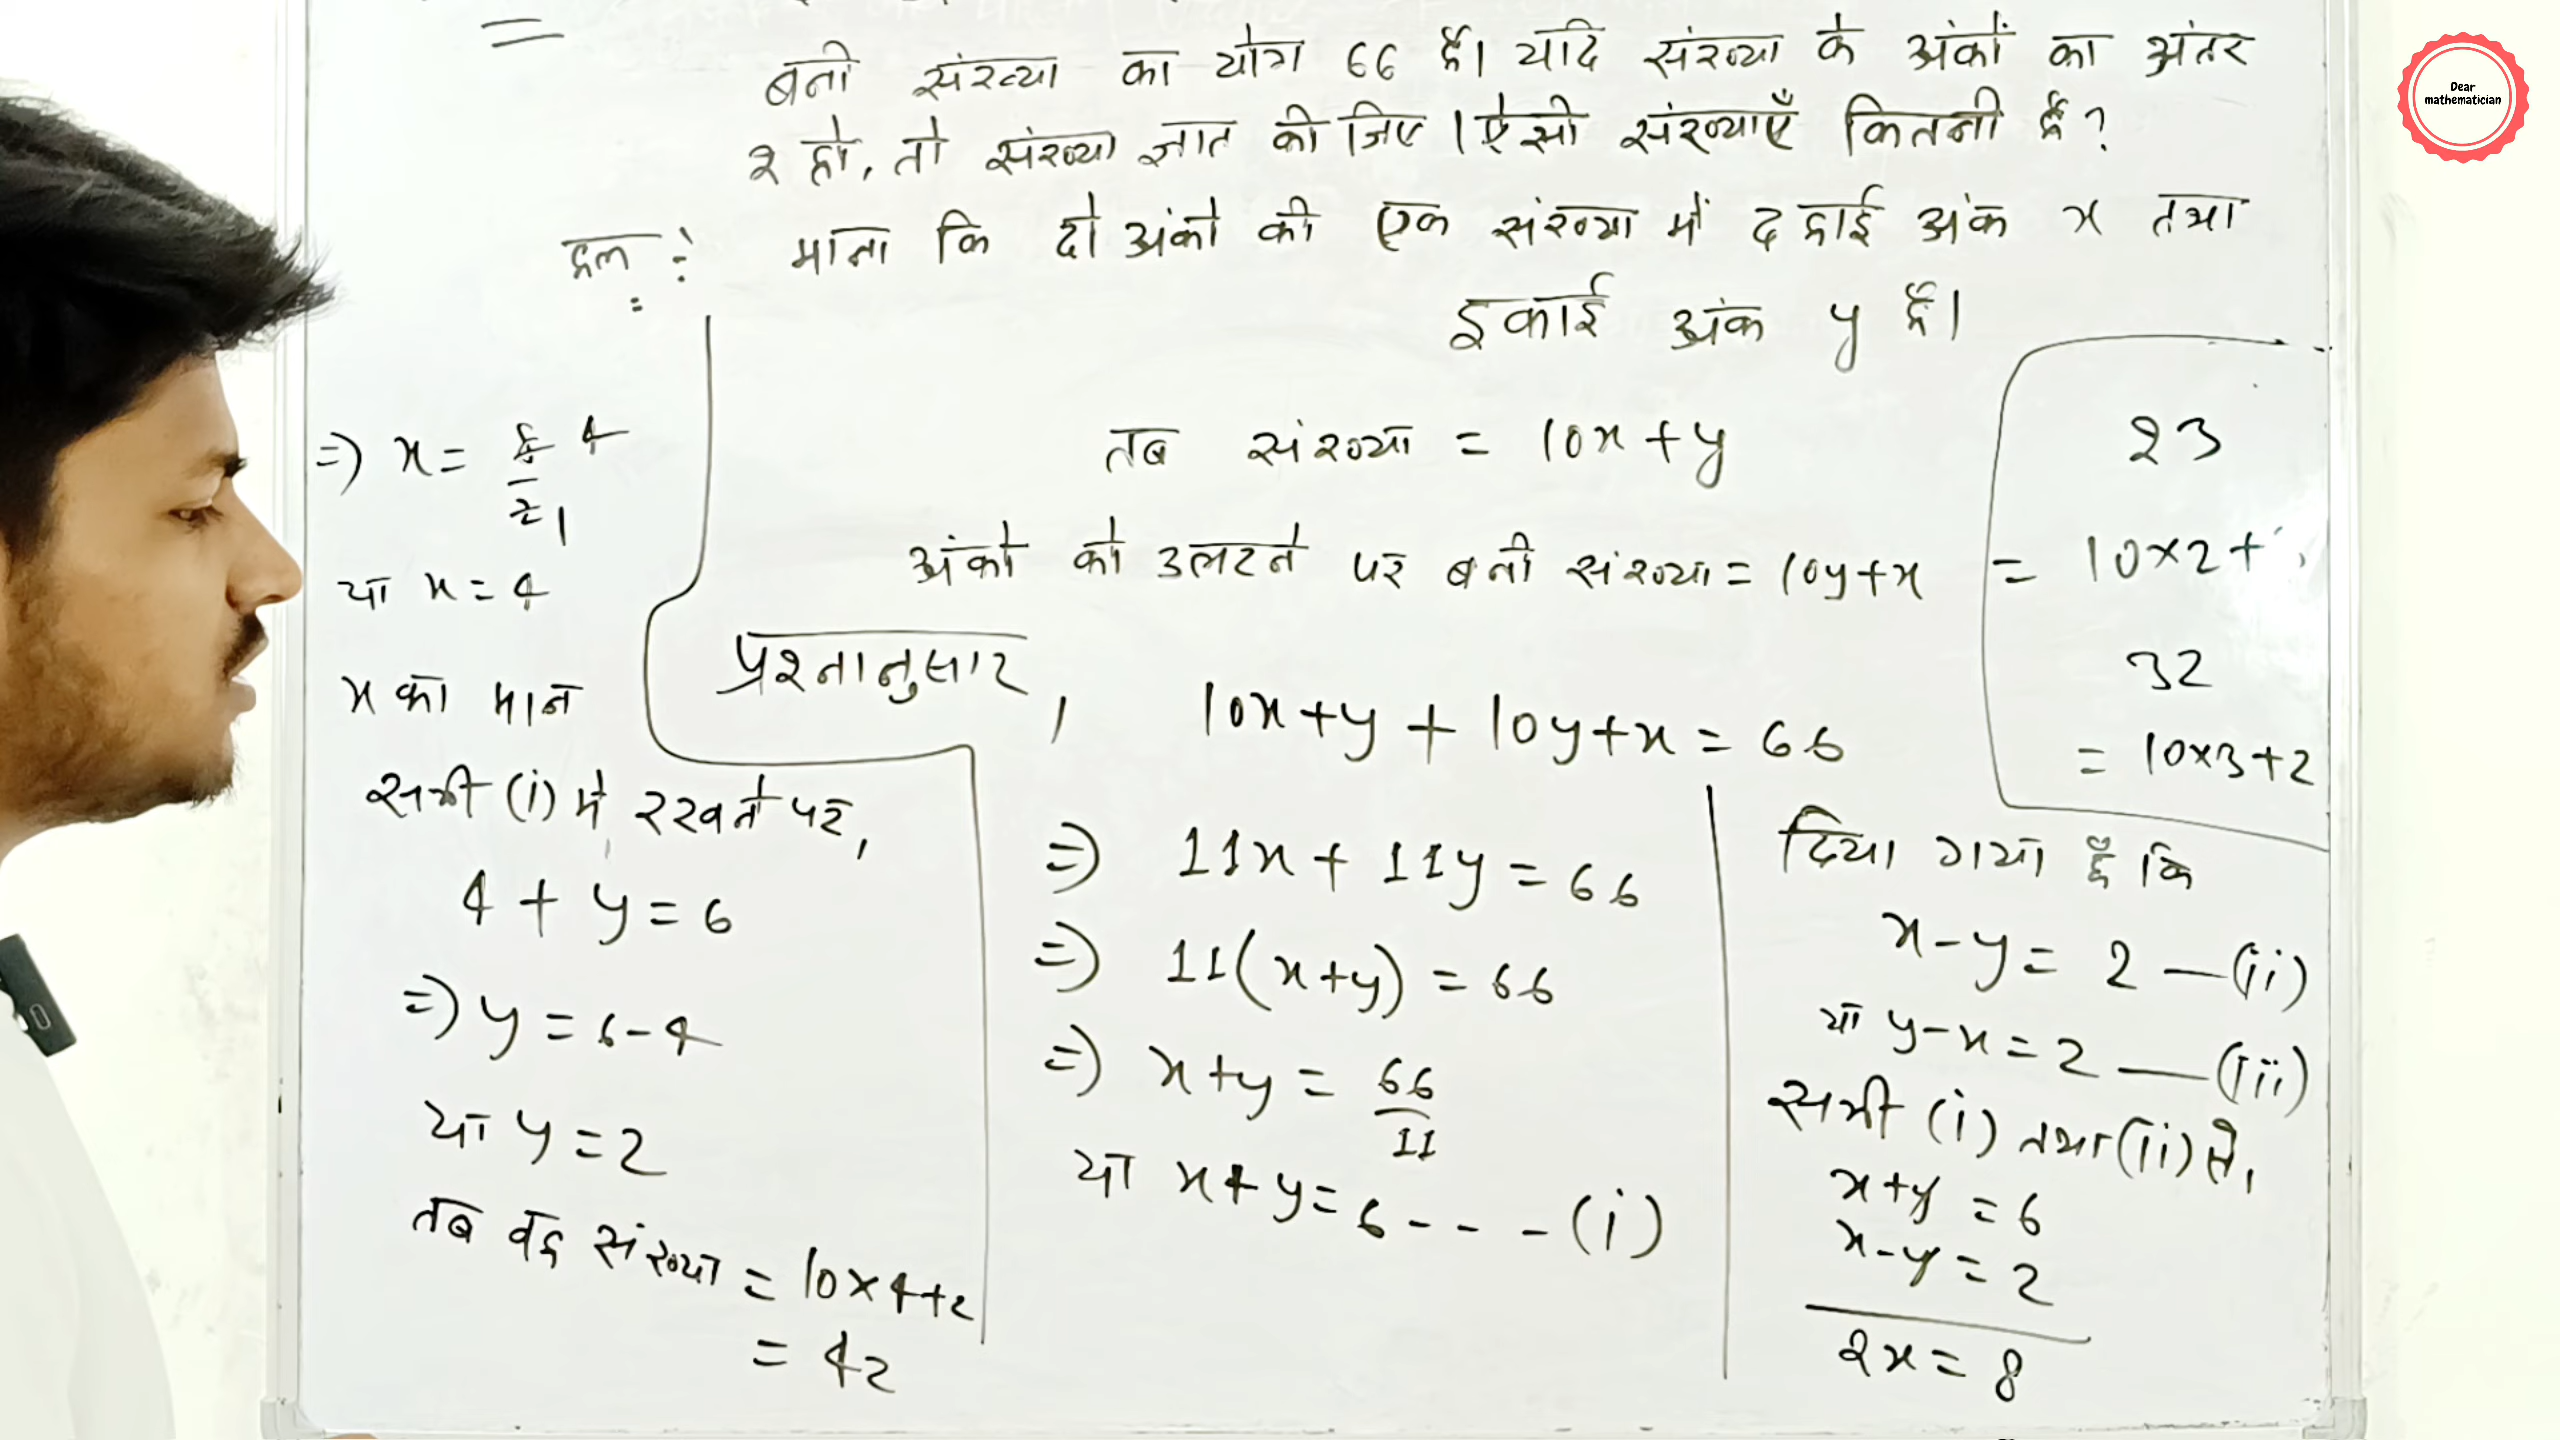 बनी संख्या का योग 66 है। यदि संख्या के अंकों का अंतर
2 हो, तो संख्या ज्ञात कीजिए। ऐसी संख्याएँ कितनी हैं?
हल :-
माना कि दो अंकों की एक संख्या में दहाई अंक x तथा
इकाई अंक y है।
तब संख्या = 10x+y
अंकों को उलटने पर बनी संख्या = 10y+x
प्रश्नानुसार,
10x+y + 10y+x = 66
=> 11x + 11y = 66
=> 11(x+y) = 66
=> x+y = 66/11
या x+y = 6 - - - (i)
23
= 10×2+
32
= 10×3+2
दिया गया है कि
x-y = 2 — (ii)
या y-x = 2 — (iii)
समी (i) तथा (ii) से,
x+y = 6
x-y = 2
2x = 8
=> x = 8/2 4 1
या x = 4
x का मान
समी (i) में रखने पर,
4 + y = 6
=> y = 6-4
या y = 2
तब वह संख्या = 10×4+2
= 42
Dear
mathematician